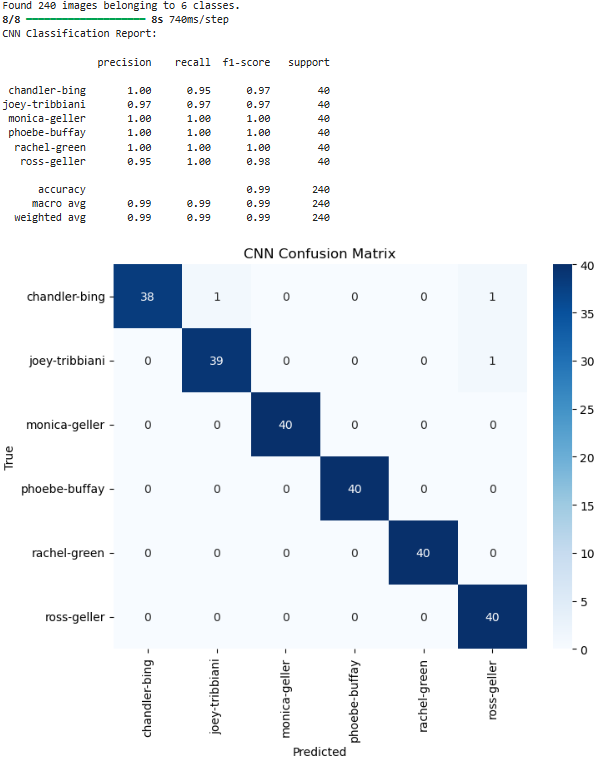 Found 240 images belonging to 6 classes.
8/8 ━━━━━━━━━━━━━━━━━━━━ 8s 740ms/step
CNN Classification Report:
precision recall f1-score support
chandler-bing 1.00 0.95 0.97 40
joey-tribbiani 0.97 0.97 0.97 40
monica-geller 1.00 1.00 1.00 40
phoebe-buffay 1.00 1.00 1.00 40
rachel-green 1.00 1.00 1.00 40
ross-geller 0.95 1.00 0.98 40
accuracy 0.99 240
macro avg 0.99 0.99 0.99 240
weighted avg 0.99 0.99 0.99 240
CNN Confusion Matrix
chandler-bing 38 1 0 0 0 1
joey-tribbiani 0 39 0 0 0 1
monica-geller 0 0 40 0 0 0
phoebe-buffay 0 0 0 40 0 0
rachel-green 0 0 0 0 40 0
ross-geller 0 0 0 0 0 40
True
chandler-bing
joey-tribbiani
monica-geller
phoebe-buffay
rachel-green
ross-geller
Predicted
40
35
30
25
20
15
10
5
0